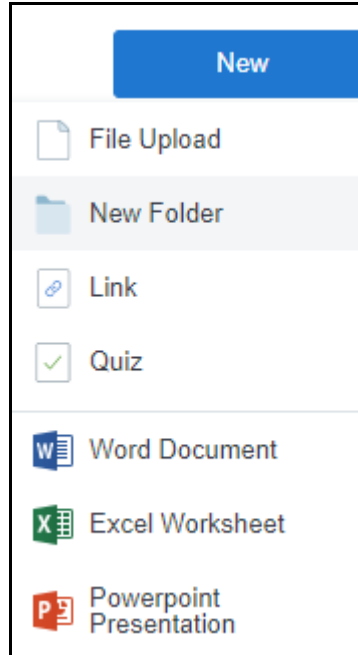 New
File Upload
New Folder
Link
Quiz
Word Document
Excel Worksheet
Powerpoint
Presentation